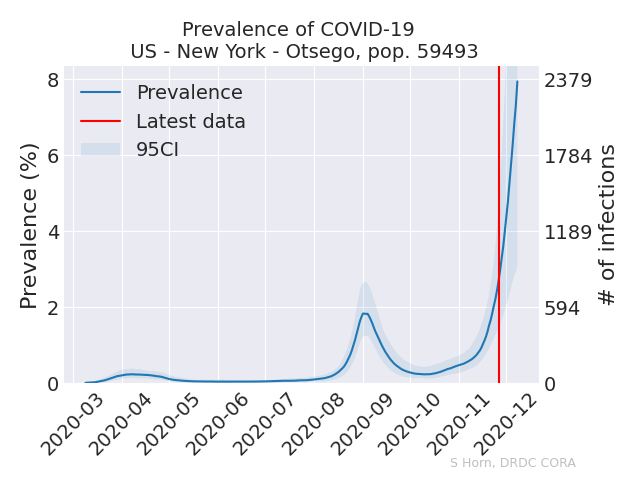 Prevalence of COVID-19
US - New York - Otsego, pop. 59493
Prevalence
Latest data
95CI
Prevalence (%)
8
6
4
2
0
2379
1784
1189
594
0
# of infections
2020-03
2020-04
2020-05
2020-06
2020-07
2020-08
2020-09
2020-10
2020-11
2020-12
S Horn, DRDC CORA